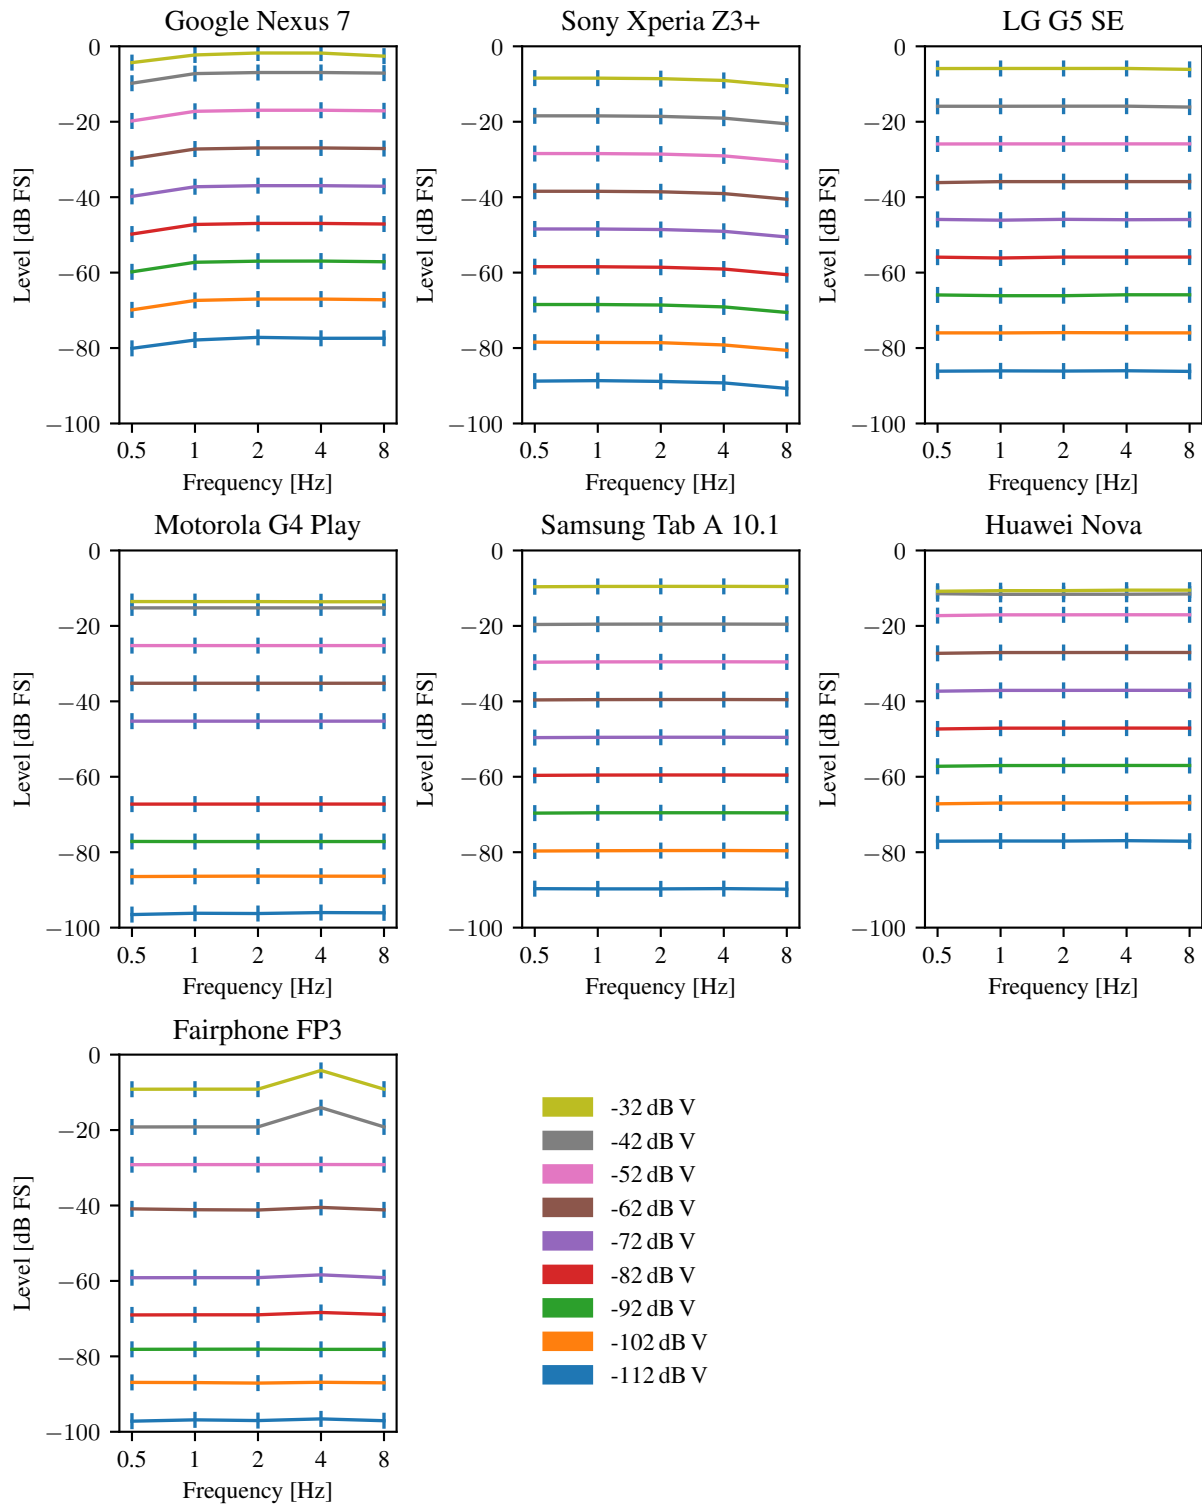 Google Nexus 7
Sony Xperia Z3+
LG G5 SE
0
−20
−40
−60
−80
−100
Level [dB FS]
0.5 1 2 4 8
Frequency [Hz]
0
−20
−40
−60
−80
−100
Level [dB FS]
0.5 1 2 4 8
Frequency [Hz]
0
−20
−40
−60
−80
−100
Level [dB FS]
0.5 1 2 4 8
Frequency [Hz]
Motorola G4 Play
Samsung Tab A 10.1
Huawei Nova
0
−20
−40
−60
−80
−100
Level [dB FS]
0.5 1 2 4 8
Frequency [Hz]
0
−20
−40
−60
−80
−100
Level [dB FS]
0.5 1 2 4 8
Frequency [Hz]
0
−20
−40
−60
−80
−100
Level [dB FS]
0.5 1 2 4 8
Frequency [Hz]
Fairphone FP3
0
−20
−40
−60
−80
−100
Level [dB FS]
0.5 1 2 4 8
Frequency [Hz]
-32 dB V
-42 dB V
-52 dB V
-62 dB V
-72 dB V
-82 dB V
-92 dB V
-102 dB V
-112 dB V